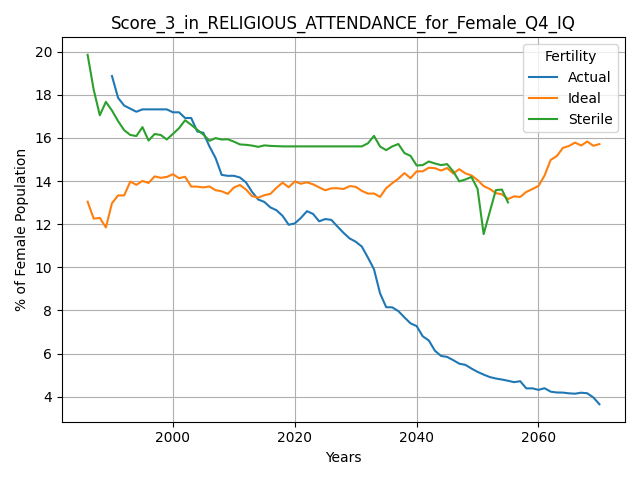 Score_3_in_RELIGIOUS_ATTENDANCE_for_Female_Q4_IQ
Fertility
Actual
Ideal
Sterile
% of Female Population
20
18
16
14
12
10
8
6
4
2000
2020
2040
2060
Years